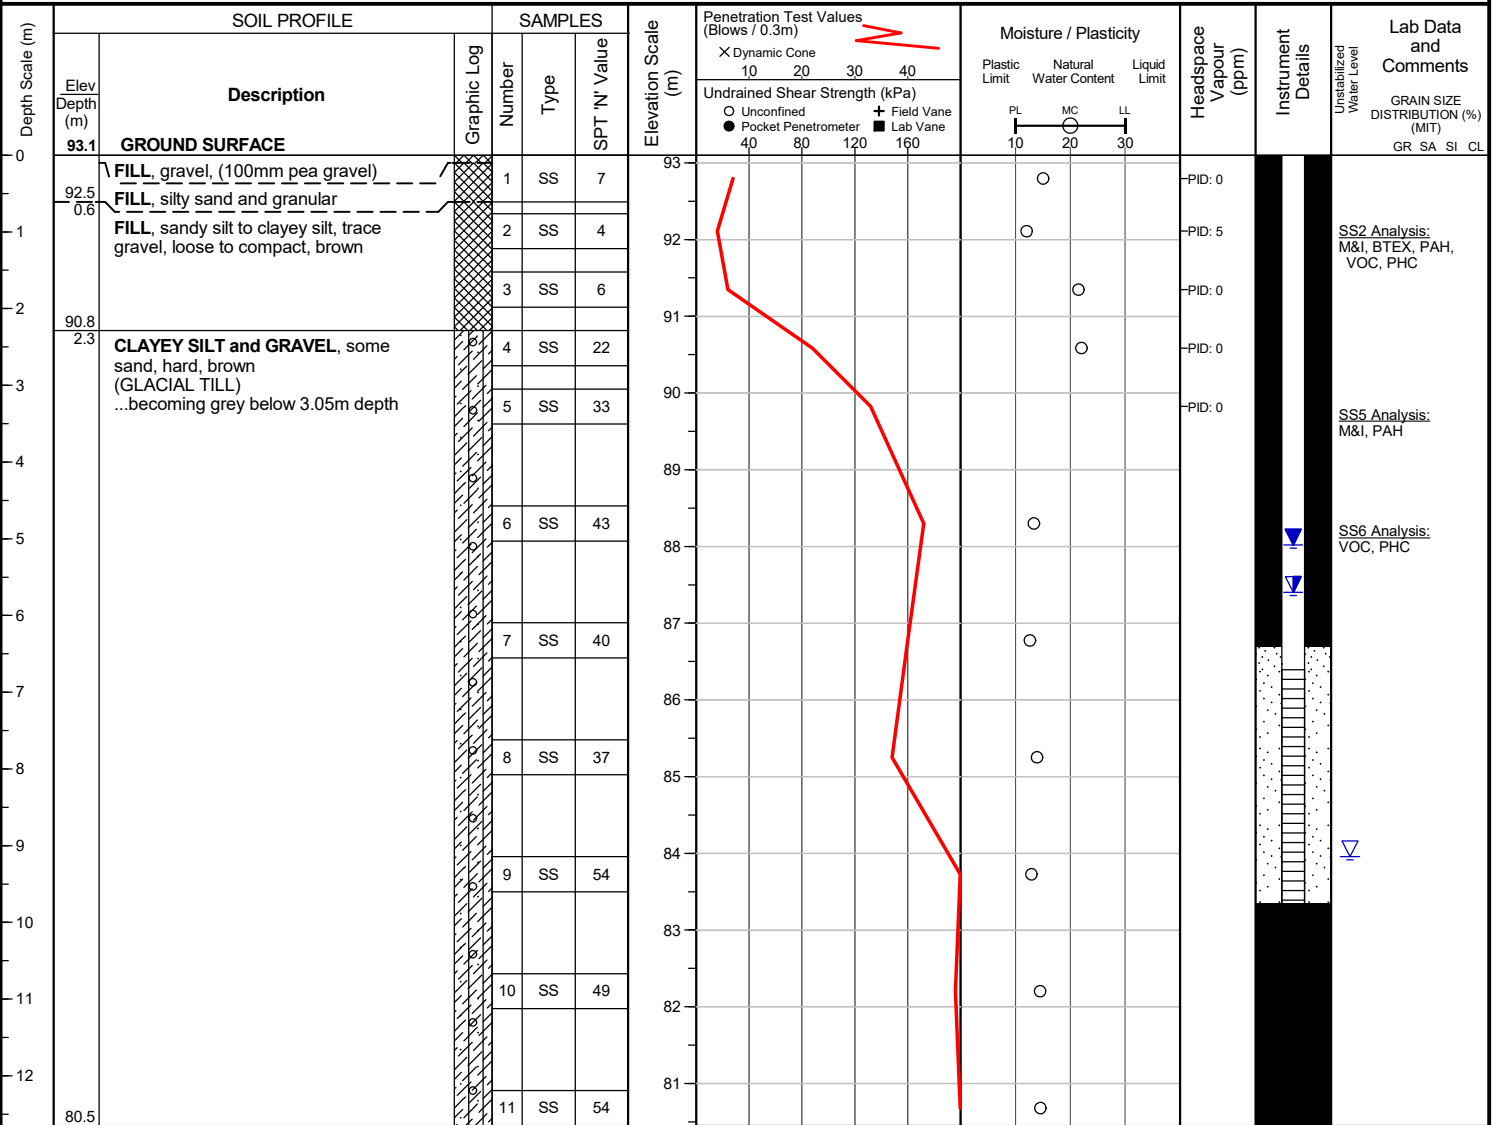 SOIL PROFILE
SAMPLES
Depth Scale (m)
Elev
Depth
(m)
Description
Graphic Log
Number
Type
SPT 'N' Value
Elevation Scale
(m)
Penetration Test Values
(Blows / 0.3m)
× Dynamic Cone
10 20 30 40
Undrained Shear Strength (kPa)
Unconfined
Field Vane
Pocket Penetrometer
Lab Vane
40 80 120 160
Moisture / Plasticity
Plastic
Limit
Natural
Water Content
Liquid
Limit
PL MC LL
10 20 30
Headspace
Vapour
(ppm)
Instrument
Details
Unstabilized
Water Level
Lab Data
and
Comments
GRAIN SIZE
DISTRIBUTION (%)
(MIT)
GR SA SI CL
93.1 GROUND SURFACE
0
FILL, gravel, (100mm pea gravel)
92.5
0.6
FILL, silty sand and granular
FILL, sandy silt to clayey silt, trace
gravel, loose to compact, brown
90.8
2.3
CLAYEY SILT and GRAVEL, some
sand, hard, brown
(GLACIAL TILL)
...becoming grey below 3.05m depth
80.5
1
2
3
4
5
6
7
8
9
10
11
12
1 SS 7
2 SS 4
3 SS 6
4 SS 22
5 SS 33
6 SS 43
7 SS 40
8 SS 37
9 SS 54
10 SS 49
11 SS 54
93
92
91
90
89
88
87
86
85
84
83
82
81
PID: 0
PID: 5
PID: 0
PID: 0
PID: 0
SS2 Analysis:
M&I, BTEX, PAH,
VOC, PHC
SS5 Analysis:
M&I, PAH
SS6 Analysis:
VOC, PHC